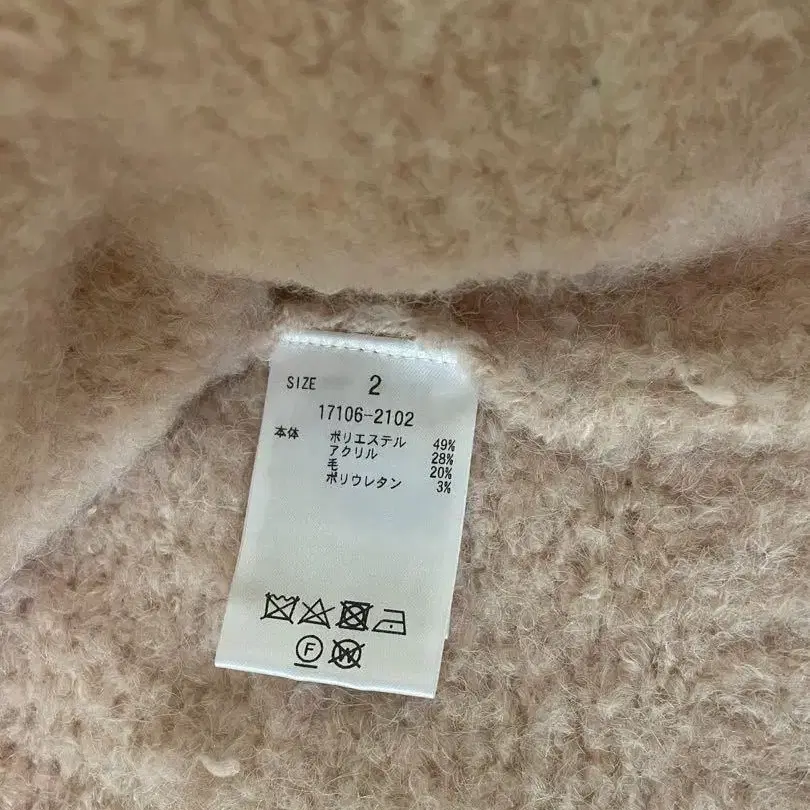 SIZE 2
17106-2102
本体 ポリエステル 49%
アクリル 28%
毛 20%
ポリウレタン 3%
F W